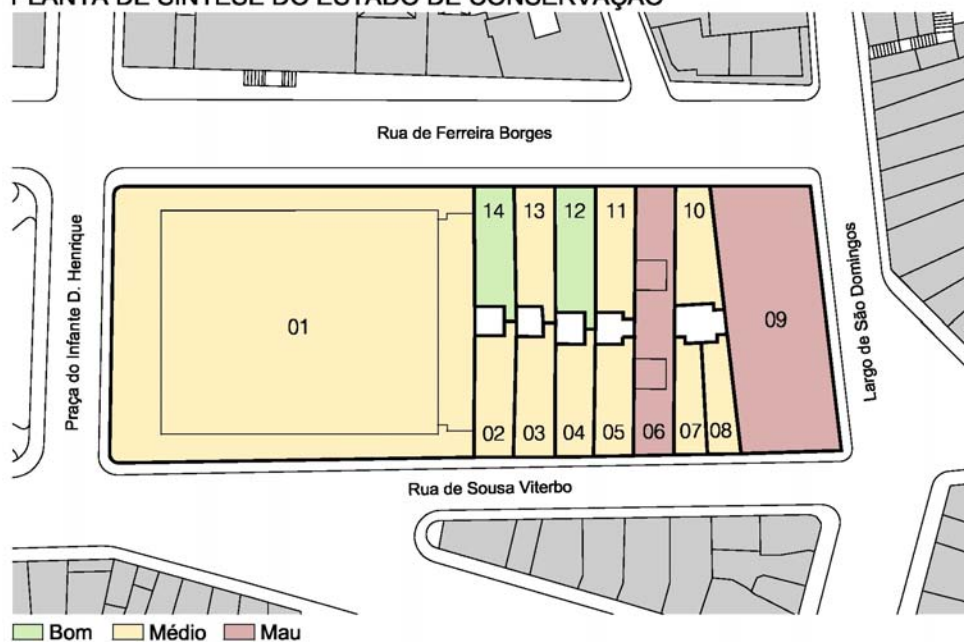 PLANTA DE SÍNTESE DO ESTADO DE CONSERVAÇÃO
Rua de Ferreira Borges
Praça do Infante D. Henrique
14 13 12 11 10
01
09
Largo de São Domingos
02 03 04 05 06 07 08
Rua de Sousa Viterbo
Bom Médio Mau